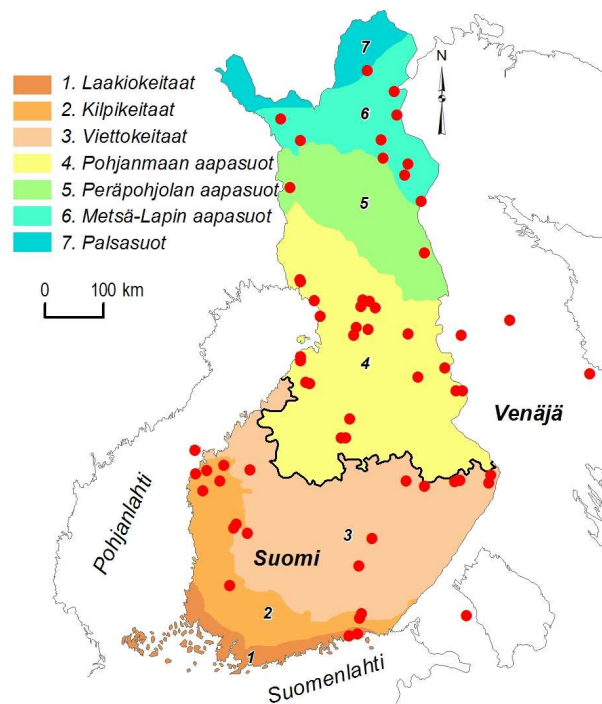 1. Laakiokeitaat
2. Kilpikeitaat
3. Viettokeitaat
4. Pohjanmaan aapasuot
5. Peräpohjolan aapasuot
6. Metsä-Lapin aapasuot
7. Palsasuot
0 100 km
N
7
6
5
4
Venäjä
Pohjanlahti
3
Suomi
2
1
Suomenlahti